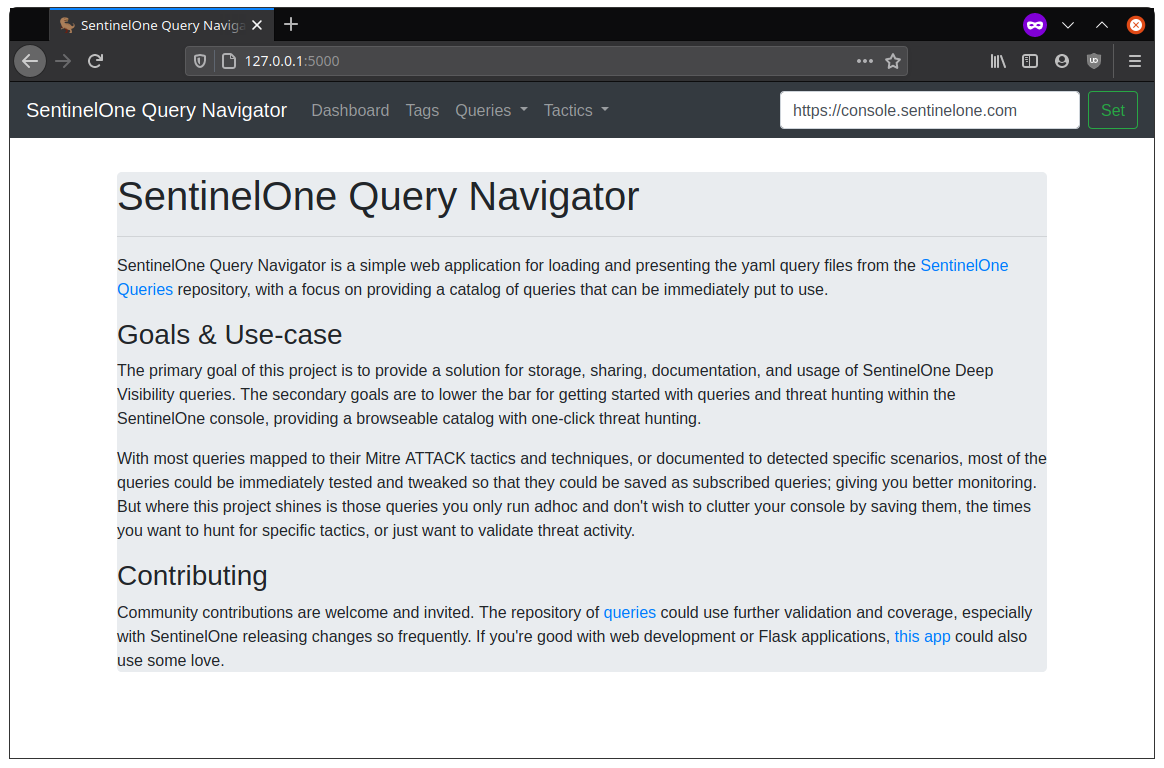 SentinelOne Query Naviga
127.0.0.1:5000
SentinelOne Query Navigator
Dashboard
Tags
Queries
Tactics
https://console.sentinelone.com
Set
SentinelOne Query Navigator
SentinelOne Query Navigator is a simple web application for loading and presenting the yaml query files from the SentinelOne
Queries repository, with a focus on providing a catalog of queries that can be immediately put to use.
Goals & Use-case
The primary goal of this project is to provide a solution for storage, sharing, documentation, and usage of SentinelOne Deep
Visibility queries. The secondary goals are to lower the bar for getting started with queries and threat hunting within the
SentinelOne console, providing a browseable catalog with one-click threat hunting.
With most queries mapped to their Mitre ATTACK tactics and techniques, or documented to detected specific scenarios, most of the
queries could be immediately tested and tweaked so that they could be saved as subscribed queries; giving you better monitoring.
But where this project shines is those queries you only run adhoc and don't wish to clutter your console by saving them, the times
you want to hunt for specific tactics, or just want to validate threat activity.
Contributing
Community contributions are welcome and invited. The repository of queries could use further validation and coverage, especially
with SentinelOne releasing changes so frequently. If you're good with web development or Flask applications, this app could also
use some love.